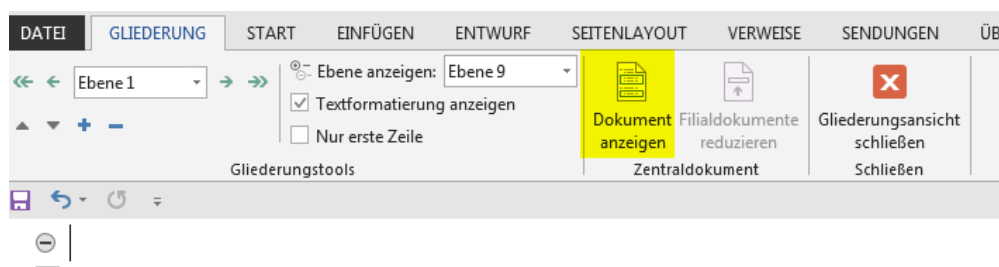 DATEI GLIEDERUNG START EINFÜGEN ENTWURF SEITENLAYOUT VERWEISE SENDUNGEN
Ebene 1
Ebene anzeigen: Ebene 9
Textformatierung anzeigen
Nur erste Zeile
Dokument anzeigen
Filialdokumente reduzieren
Gliederungsansicht schließen
Gliederungstools Zentraldokument Schließen